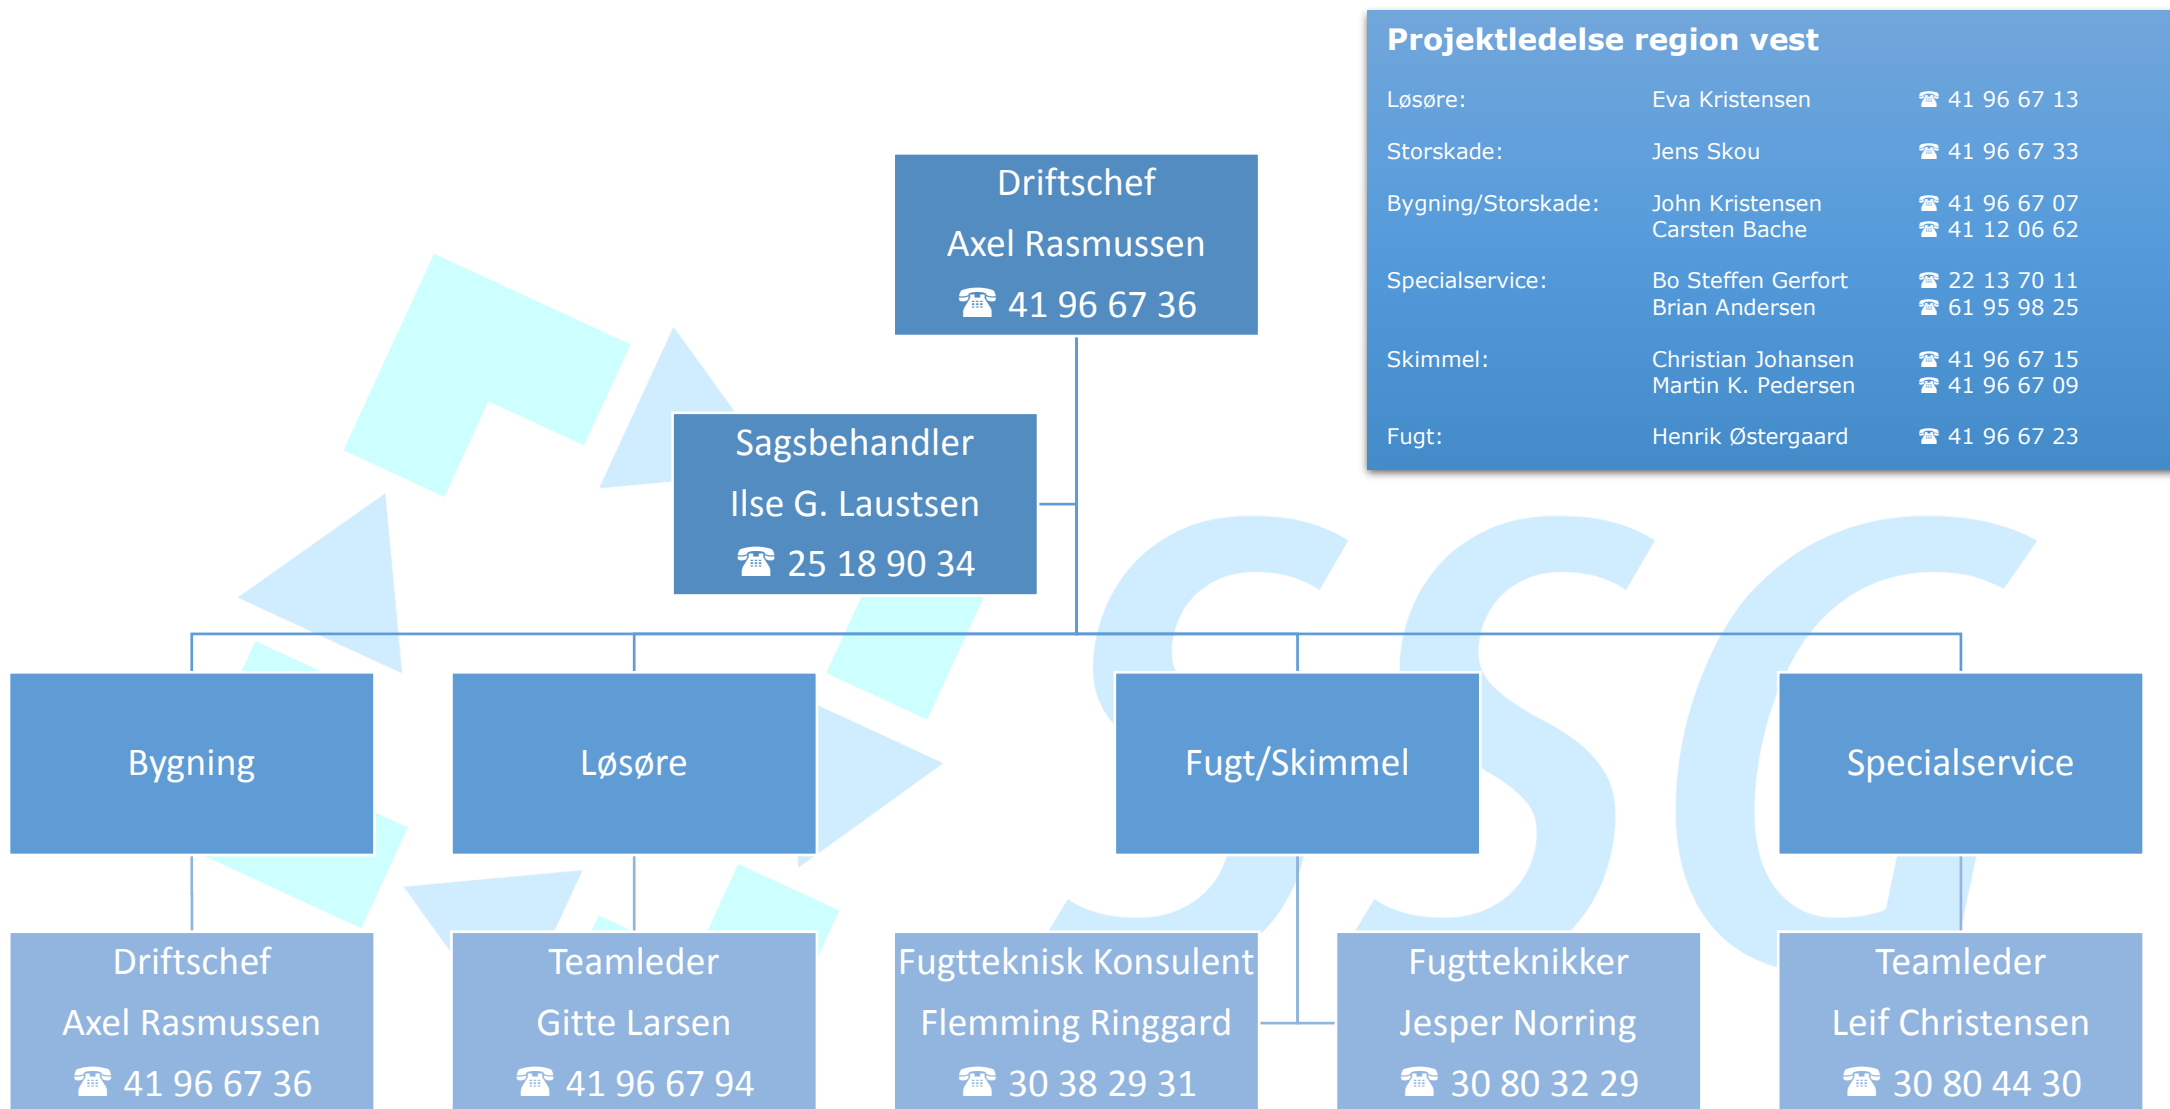 Projektledelse region vest
Løsøre: Eva Kristensen ☎ 41 96 67 13
Storskade: Jens Skou ☎ 41 96 67 33
Bygning/Storskade: John Kristensen ☎ 41 96 67 07
Carsten Bache ☎ 41 12 06 62
Specialservice: Bo Steffen Gerfort ☎ 22 13 70 11
Brian Andersen ☎ 61 95 98 25
Skimmel: Christian Johansen ☎ 41 96 67 15
Martin K. Pedersen ☎ 41 96 67 09
Fugt: Henrik Østergaard ☎ 41 96 67 23
Driftschef
Axel Rasmussen
☎ 41 96 67 36
Sagsbehandler
Ilse G. Laustsen
☎ 25 18 90 34
SSG
Bygning
Løsøre
Fugt/Skimmel
Specialservice
Driftschef
Axel Rasmussen
☎ 41 96 67 36
Teamleder
Gitte Larsen
☎ 41 96 67 94
Fugtteknisk Konsulent
Flemming Ringgard
☎ 30 38 29 31
Fugtteknikker
Jesper Norring
☎ 30 80 32 29
Teamleder
Leif Christensen
☎ 30 80 44 30